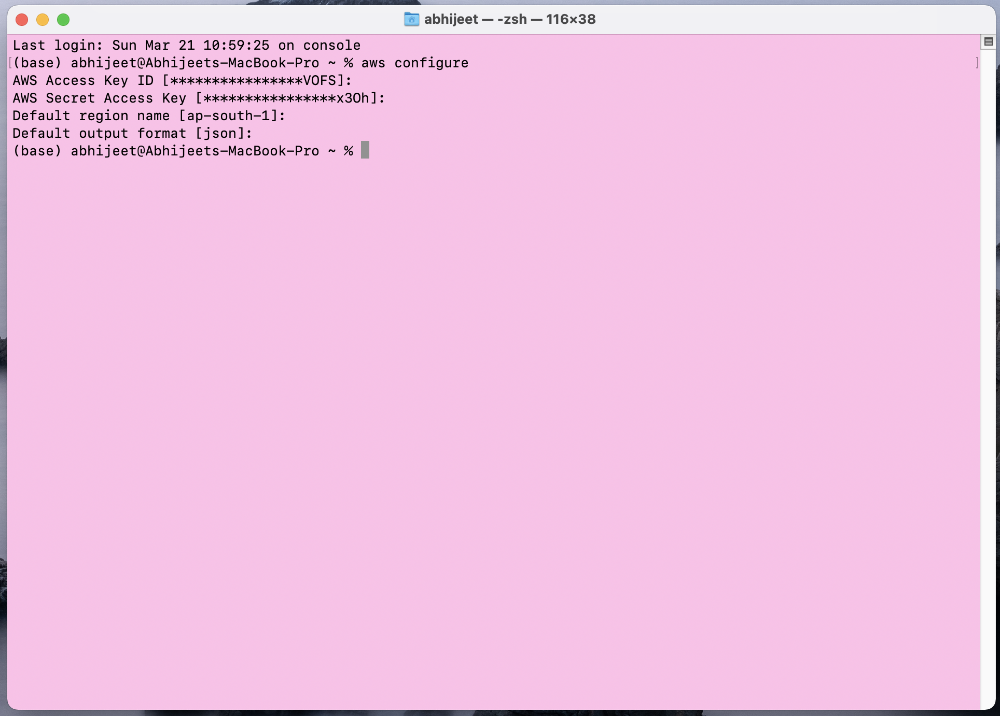 abhijeet — -zsh — 116×38
Last login: Sun Mar 21 10:59:25 on console
[(base) abhijeet@Abhijeets-MacBook-Pro ~ % aws configure ]
AWS Access Key ID [****************VOFS]:
AWS Secret Access Key [****************x3Oh]:
Default region name [ap-south-1]:
Default output format [json]:
(base) abhijeet@Abhijeets-MacBook-Pro ~ %